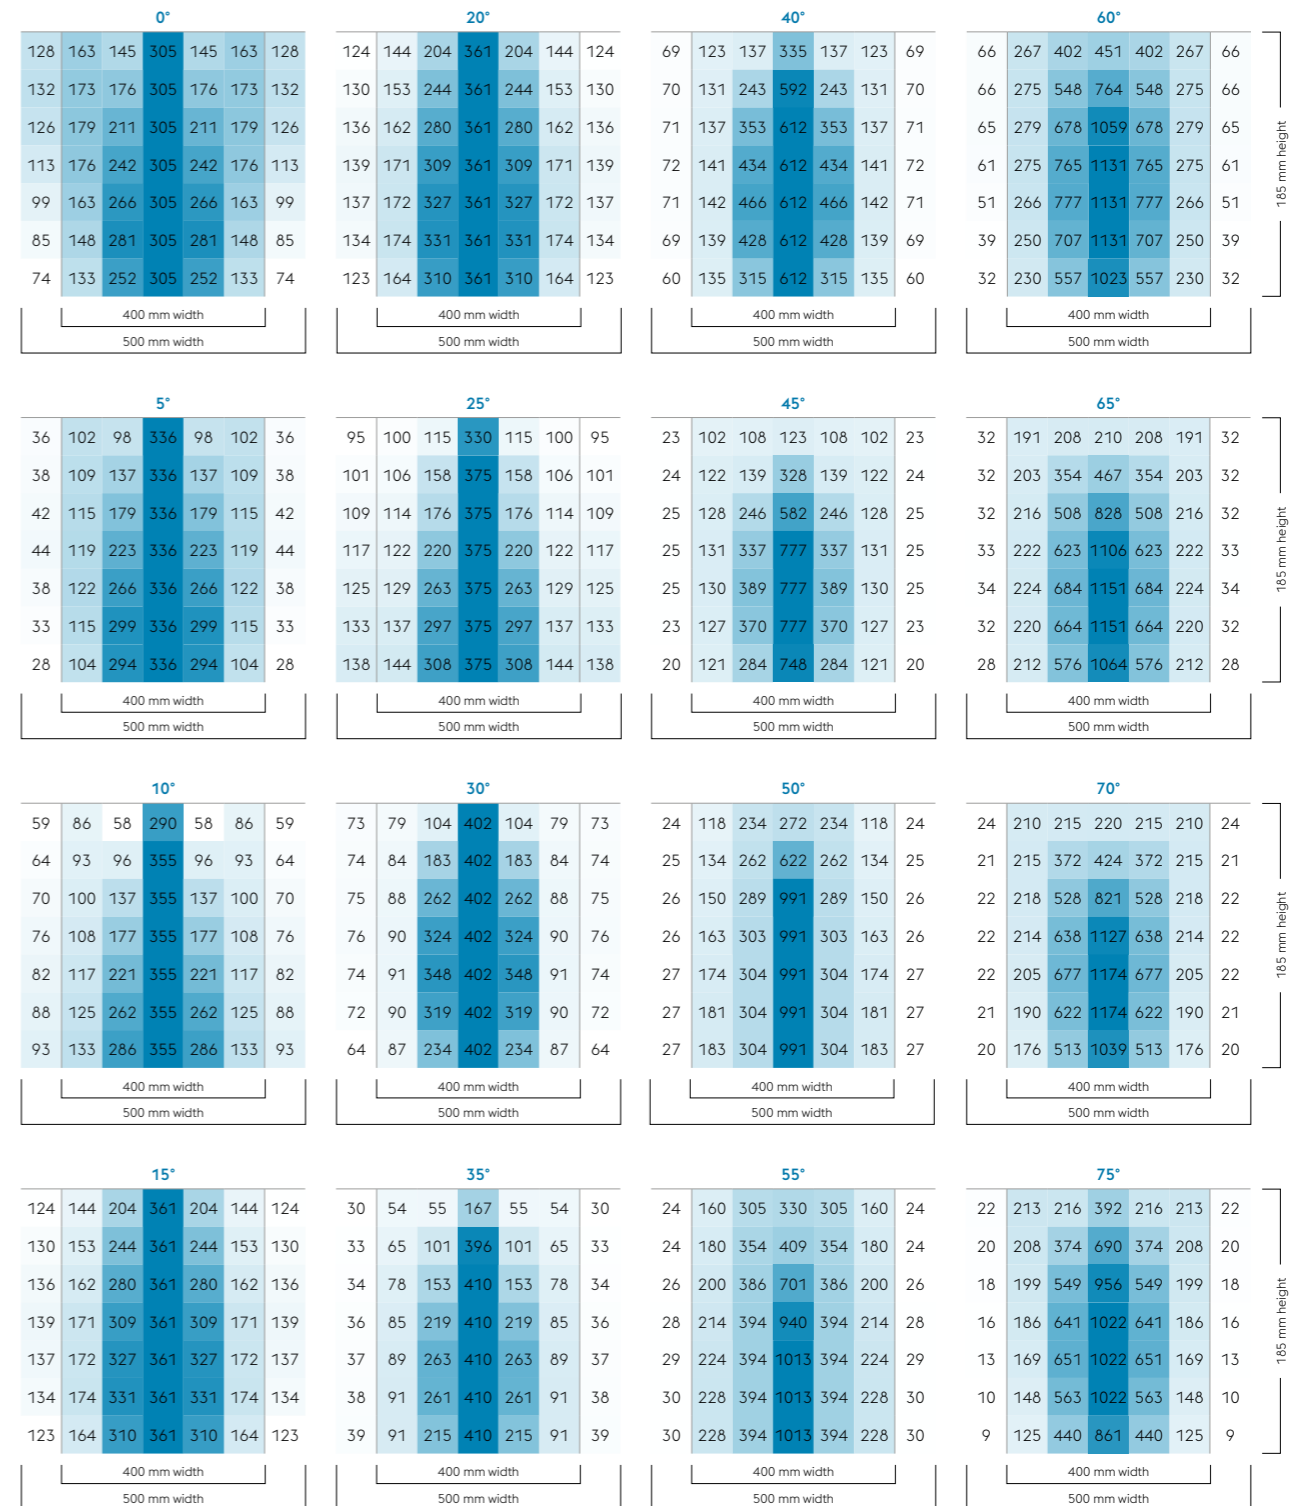 0° 20° 40° 60°
128 163 145 305 145 163 128 124 144 204 361 204 144 124 69 123 137 335 137 123 69 66 267 402 451 402 267 66
132 173 176 305 176 173 132 130 153 244 361 244 153 130 70 131 243 592 243 131 70 66 275 548 764 548 275 66
126 179 211 305 211 179 126 136 162 280 361 280 162 136 71 137 353 612 353 137 71 65 279 678 1059 678 279 65
113 176 242 305 242 176 113 139 171 309 361 309 171 139 72 141 434 612 434 141 72 61 275 765 1131 765 275 61
99 163 266 305 266 163 99 137 172 327 361 327 172 137 71 142 466 612 466 142 71 51 266 777 1131 777 266 51
85 148 281 305 281 148 85 134 174 331 361 331 174 134 69 139 428 612 428 139 69 39 250 707 1131 707 250 39
74 133 252 305 252 133 74 123 164 310 361 310 164 123 60 135 315 612 315 135 60 32 230 557 1023 557 230 32
185 mm height
400 mm width 400 mm width 400 mm width 400 mm width
500 mm width 500 mm width 500 mm width 500 mm width
5° 25° 45° 65°
36 102 98 336 98 102 36 95 100 115 330 115 100 95 23 102 108 123 108 102 23 32 191 208 210 208 191 32
38 109 137 336 137 109 38 101 106 158 375 158 106 101 24 122 139 328 139 122 24 32 203 354 467 354 203 32
42 115 179 336 179 115 42 109 114 176 375 176 114 109 25 128 246 582 246 128 25 32 216 508 828 508 216 32
44 119 223 336 223 119 44 117 122 220 375 220 122 117 25 131 337 777 337 131 25 33 222 623 1106 623 222 33
38 122 266 336 266 122 38 125 129 263 375 263 129 125 25 130 389 777 389 130 25 34 224 684 1151 684 224 34
33 115 299 336 299 115 33 133 137 297 375 297 137 133 23 127 370 777 370 127 23 32 220 664 1151 664 220 32
28 104 294 336 294 104 28 138 144 308 375 308 144 138 20 121 284 748 284 121 20 28 212 576 1064 576 212 28
185 mm height
400 mm width 400 mm width 400 mm width 400 mm width
500 mm width 500 mm width 500 mm width 500 mm width
10° 30° 50° 70°
59 86 58 290 58 86 59 73 79 104 402 104 79 73 24 118 234 272 234 118 24 24 210 215 220 215 210 24
64 93 96 355 96 93 64 74 84 183 402 183 84 74 25 134 262 622 262 134 25 21 215 372 424 372 215 21
70 100 137 355 137 100 70 75 88 262 402 262 88 75 26 150 289 991 289 150 26 22 218 528 821 528 218 22
76 108 177 355 177 108 76 76 90 324 402 324 90 76 26 163 303 991 303 163 26 22 214 638 1127 638 214 22
82 117 221 355 221 117 82 74 91 348 402 348 91 74 27 174 304 991 304 174 27 22 205 677 1174 677 205 22
88 125 262 355 262 125 88 72 90 319 402 319 90 72 27 181 304 991 304 181 27 21 190 622 1174 622 190 21
93 133 286 355 286 133 93 64 87 234 402 234 87 64 27 183 304 991 304 183 27 20 176 513 1039 513 176 20
185 mm height
400 mm width 400 mm width 400 mm width 400 mm width
500 mm width 500 mm width 500 mm width 500 mm width
15° 35° 55° 75°
124 144 204 361 204 144 124 30 54 55 167 55 54 30 24 160 305 330 305 160 24 22 213 216 392 216 213 22
130 153 244 361 244 153 130 33 65 101 396 101 65 33 24 180 354 409 354 180 24 20 208 374 690 374 208 20
136 162 280 361 280 162 136 34 78 153 410 153 78 34 26 200 386 701 386 200 26 18 199 549 956 549 199 18
139 171 309 361 309 171 139 36 85 219 410 219 85 36 28 214 394 940 394 214 28 16 186 641 1022 641 186 16
137 172 327 361 327 172 137 37 89 263 410 263 89 37 29 224 394 1013 394 224 29 13 169 651 1022 651 169 13
134 174 331 361 331 174 134 38 91 261 410 261 91 38 30 228 394 1013 394 228 30 10 148 563 1022 563 148 10
123 164 310 361 310 164 123 39 91 215 410 215 91 39 30 228 394 1013 394 228 30 9 125 440 861 440 125 9
185 mm height
400 mm width 400 mm width 400 mm width 400 mm width
500 mm width 500 mm width 500 mm width 500 mm width